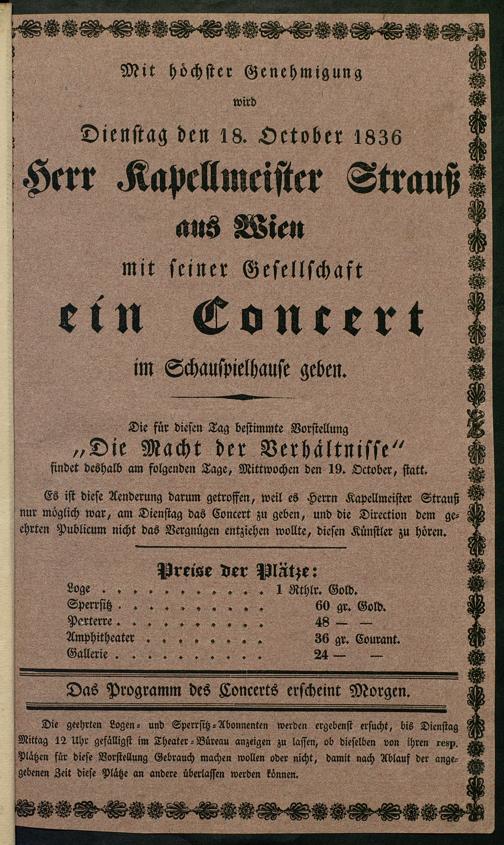 Mit höchster Genehmigung
wird
Dienstag den 18. October 1836
Herr Kapellmeister Strauß
aus Wien
mit seiner Gesellschaft
ein Concert
im Schauspielhause geben.
Die für diesen Tag bestimmte Vorstellung
„Die Macht der Verhältnisse“
findet deshalb am folgenden Tage, Mittwochen den 19. October, statt.
Es ist diese Aenderung darum getroffen, weil es Herrn Kapellmeister Strauß
nur möglich war, am Dienstag das Concert zu geben, und die Direction dem ge-
ehrten Publicum nicht das Vergnügen entziehen wollte, diesen Künstler zu hören.
Preise der Plätze:
Loge . . . . . . . . . . . 1 Rthlr. Gold.
Sperrsitz . . . . . . . . . . 60 gr. Gold.
Parterre . . . . . . . . . . 48 — —
Amphitheater . . . . . . . . 36 gr. Courant.
Gallerie . . . . . . . . . . 24 — —
Das Programm des Concerts erscheint Morgen.
Die geehrten Logen- und Sperrsitz-Abonnenten werden ergebenst ersucht, bis Dienstag
Mittag 12 Uhr gefälligst im Theater-Büreau anzeigen zu lassen, ob dieselben von ihren resp.
Plätzen für diese Vorstellung Gebrauch machen wollen oder nicht, damit nach Ablauf der ange-
gebenen Zeit diese Plätze an andere überlassen werden können.